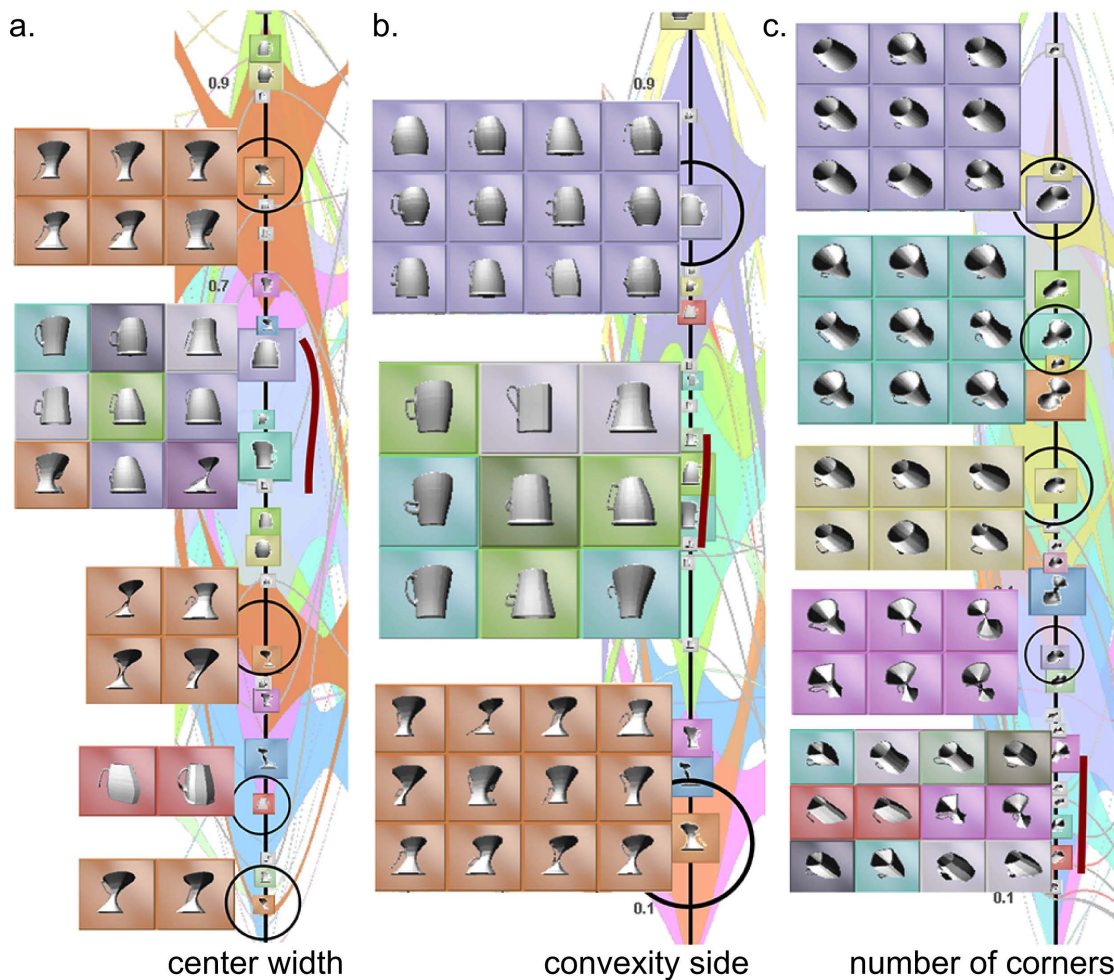 a.
b.
c.
0.9
0.9
0.7
0.1
0.1
center width
convexity side
number of corners